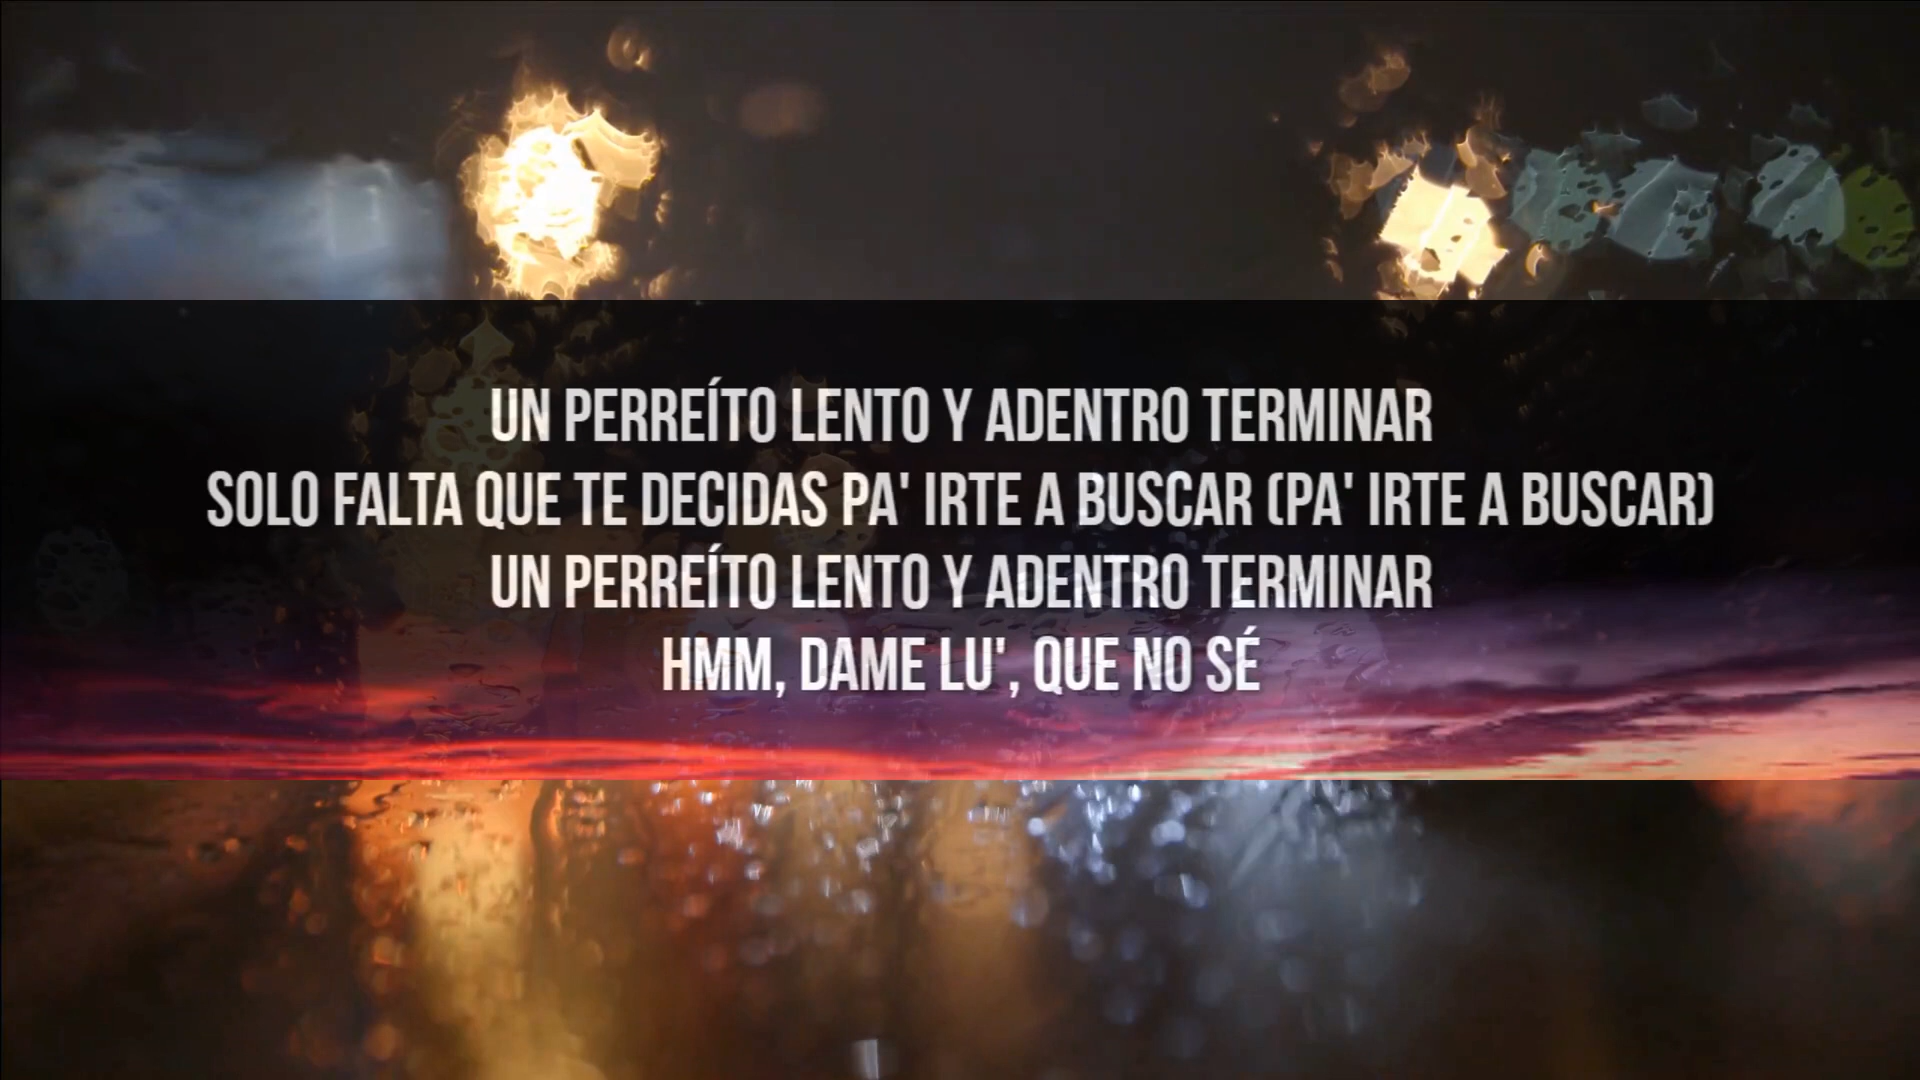 UN PERREÍTO LENTO Y ADENTRO TERMINAR
SOLO FALTA QUE TE DECIDAS PA' IRTE A BUSCAR (PA' IRTE A BUSCAR)
UN PERREÍTO LENTO Y ADENTRO TERMINAR
HMM, DAME LU', QUE NO SÉ